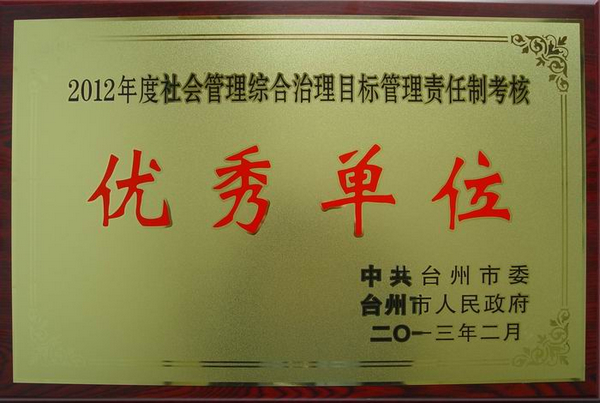 2012年度社会管理综合治理目标管理责任制考核
优秀单位
中共台州市委
台州市人民政府
二〇一三年二月